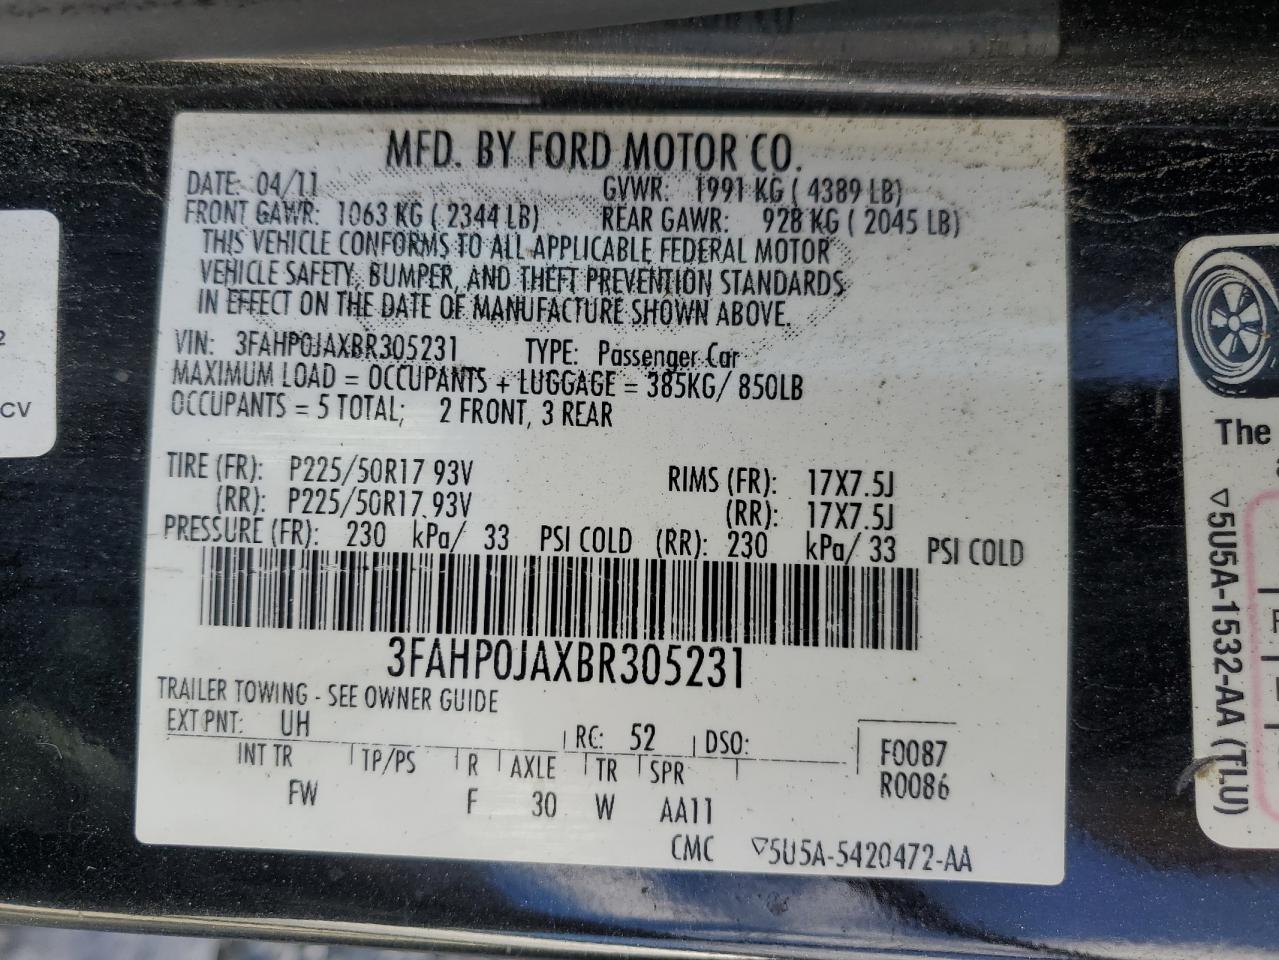 MFD. BY FORD MOTOR CO.
DATE: 04/11 GVWR: 1991 KG ( 4389 LB)
FRONT GAWR: 1063 KG ( 2344 LB) REAR GAWR: 928 KG ( 2045 LB)
THIS VEHICLE CONFORMS TO ALL APPLICABLE FEDERAL MOTOR
VEHICLE SAFETY, BUMPER, AND THEFT PREVENTION STANDARDS
IN EFFECT ON THE DATE OF MANUFACTURE SHOWN ABOVE.
VIN: 3FAHP0JAXBR305231 TYPE: Passenger Car
MAXIMUM LOAD = OCCUPANTS + LUGGAGE = 385KG/ 850LB
OCCUPANTS = 5 TOTAL; 2 FRONT, 3 REAR
TIRE (FR): P225/50R17 93V RIMS (FR): 17X7.5J
(RR): P225/50R17 93V (RR): 17X7.5J
PRESSURE (FR): 230 kPa/ 33 PSI COLD (RR): 230 kPa/ 33 PSI COLD
3FAHP0JAXBR305231
TRAILER TOWING - SEE OWNER GUIDE
EXT PNT: UH RC: 52 DSO: F0087
INT TR TP/PS R AXLE TR SPR R0086
FW F 30 W AA11
CMC ▽5U5A-5420472-AA
2
CV
The
▽5U5A-1532-AA (TLU)